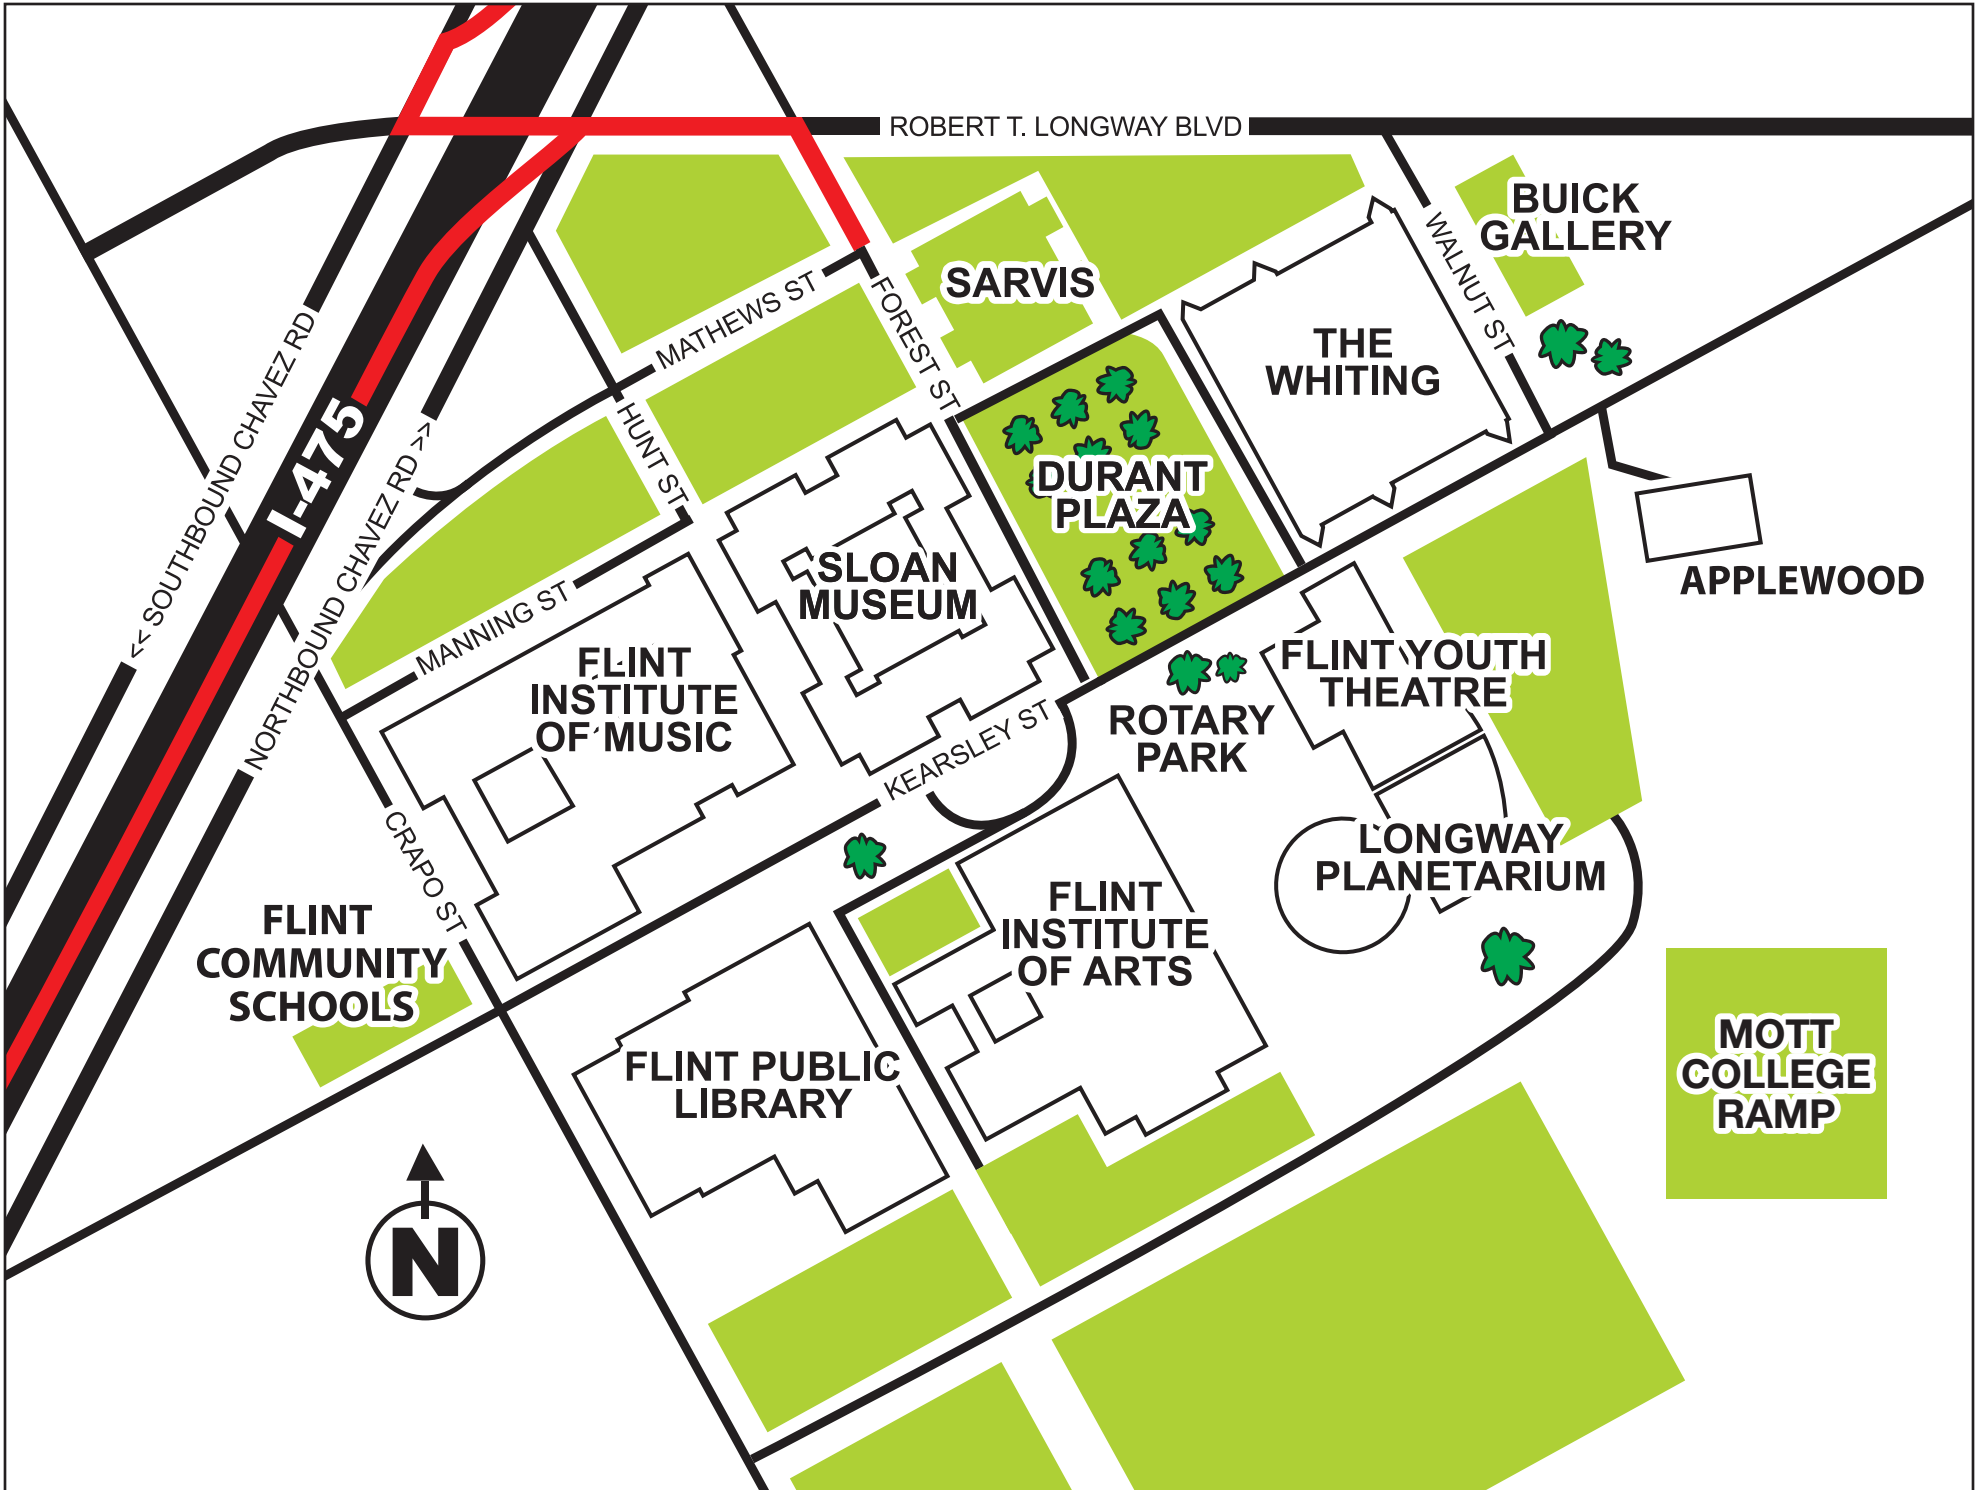 ROBERT T. LONGWAY BLVD
BUICK
GALLERY
WALNUT ST
SARVIS
FOREST ST
MATHEWS ST
THE
WHITING
HUNT ST
<< SOUTHBOUND CHAVEZ RD
I-475
NORTHBOUND CHAVEZ RD >>
DURANT
PLAZA
SLOAN
MUSEUM
APPLEWOOD
MANNING ST
FLINT
INSTITUTE
OF MUSIC
FLINT YOUTH
THEATRE
ROTARY
PARK
KEARSLEY ST
CRAPO ST
LONGWAY
PLANETARIUM
FLINT
COMMUNITY
SCHOOLS
FLINT
INSTITUTE
OF ARTS
MOTT
COLLEGE
RAMP
FLINT PUBLIC
LIBRARY
N